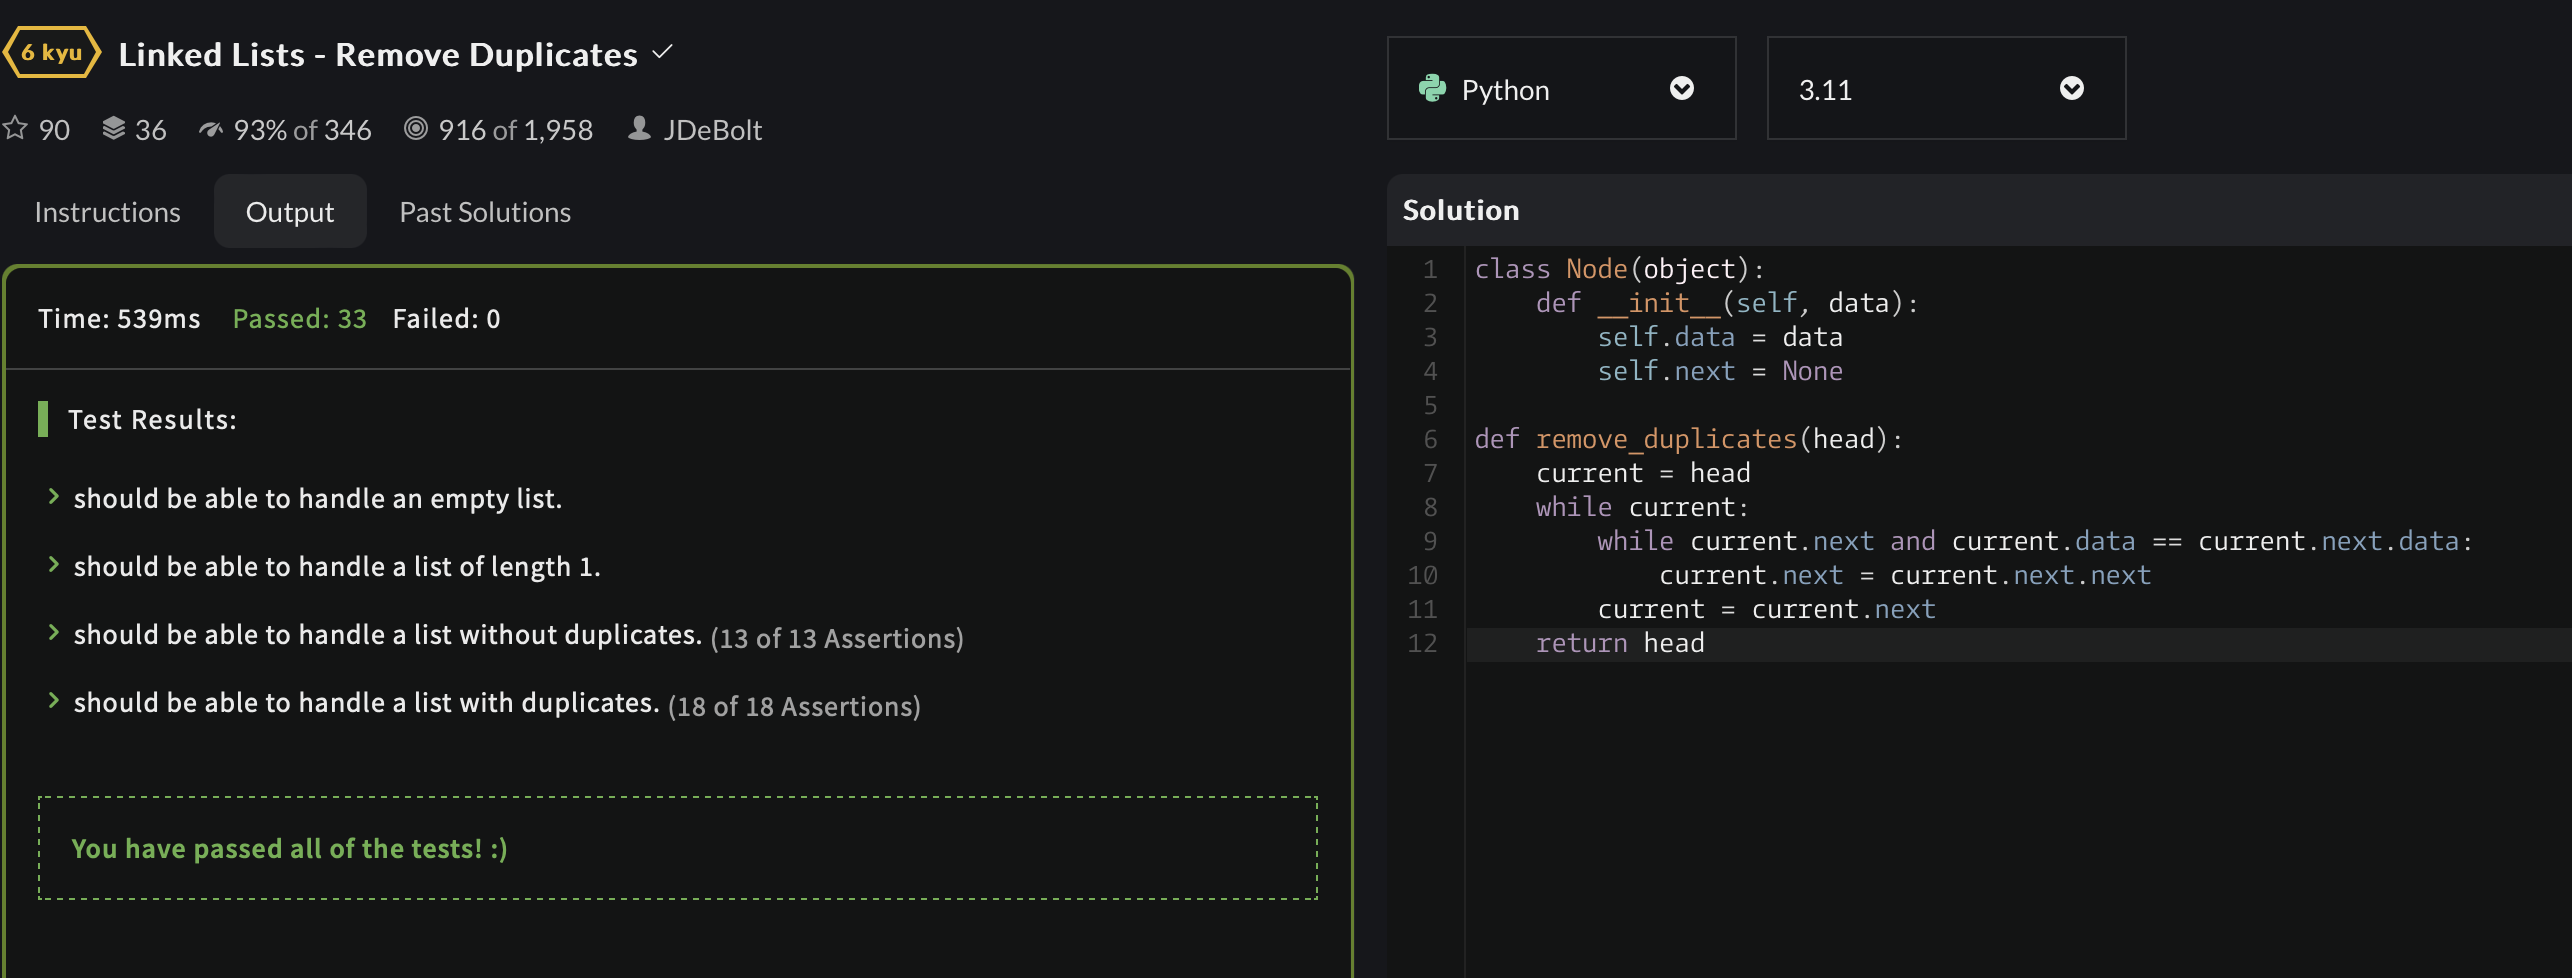 6 kyu Linked Lists - Remove Duplicates
90 36 93% of 346 916 of 1,958 JDeBolt
Instructions Output Past Solutions
Time: 539ms Passed: 33 Failed: 0
Test Results:
should be able to handle an empty list.
should be able to handle a list of length 1.
should be able to handle a list without duplicates. (13 of 13 Assertions)
should be able to handle a list with duplicates. (18 of 18 Assertions)
You have passed all of the tests! :)
Python 3.11
Solution
1 class Node(object):
2     def __init__(self, data):
3         self.data = data
4         self.next = None
5
6 def remove_duplicates(head):
7     current = head
8     while current:
9         while current.next and current.data == current.next.data:
10             current.next = current.next.next
11         current = current.next
12     return head